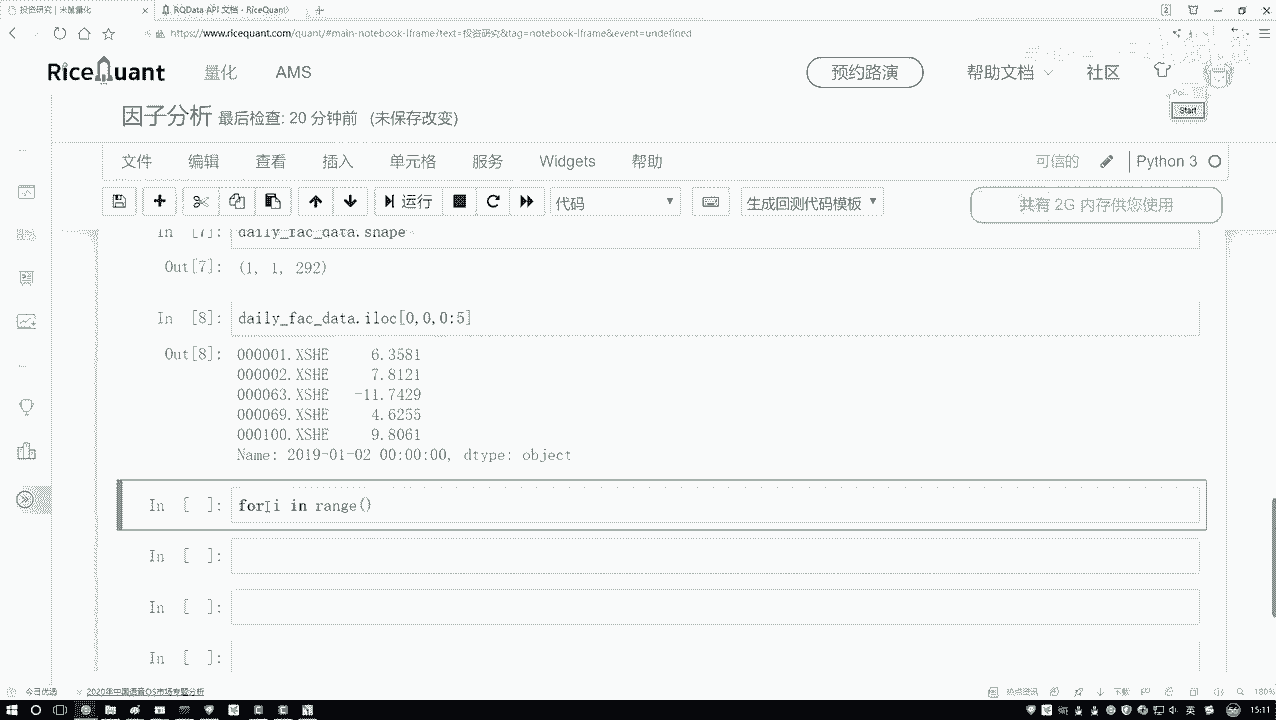 投资研究 | 米筐量化
RQData API 文档 - RiceQuant
https://www.ricequant.com/quant/#main-notebook-iframe?text=投资研究&tag=notebook-iframe&event=undefined
RiceQuant 量化 AMS 预约路演 帮助文档 社区
Start
因子分析 最后检查: 20 分钟前 (未保存改变)
文件 编辑 查看 插入 单元格 服务 Widgets 帮助 可信的 Python 3
运行 代码 生成回测代码模板 共有 2G 内存供您使用
In [7]: daily_fac_data.shape
Out[7]: (1, 1, 292)
In [8]: daily_fac_data.iloc[0,0,0:5]
Out[8]: 000001.XSHE 6.3581
000002.XSHE 7.8121
000063.XSHE -11.7429
000069.XSHE 4.6255
000100.XSHE 9.8061
Name: 2019-01-02 00:00:00, dtype: object
In [ ]: for i in range()
In [ ]:
In [ ]:
In [ ]:
今日优选 2020年中国语音OS市场专题分析 热点资讯 下载 180%
英 15:11